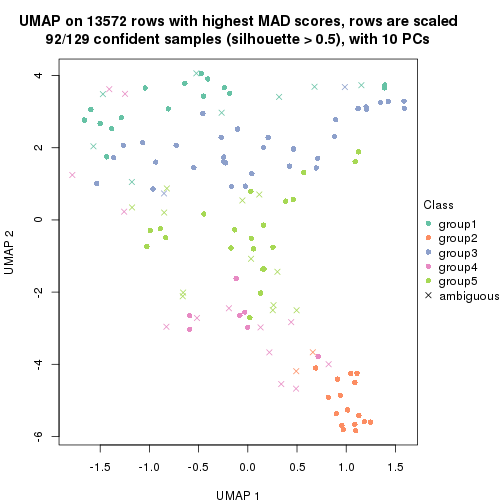 UMAP on 13572 rows with highest MAD scores, rows are scaled
92/129 confident samples (silhouette > 0.5), with 10 PCs
4
2
0
-2
-4
-6
UMAP 2
-1.5 -1.0 -0.5 0.0 0.5 1.0 1.5
UMAP 1
Class
group1
group2
group3
group4
group5
ambiguous